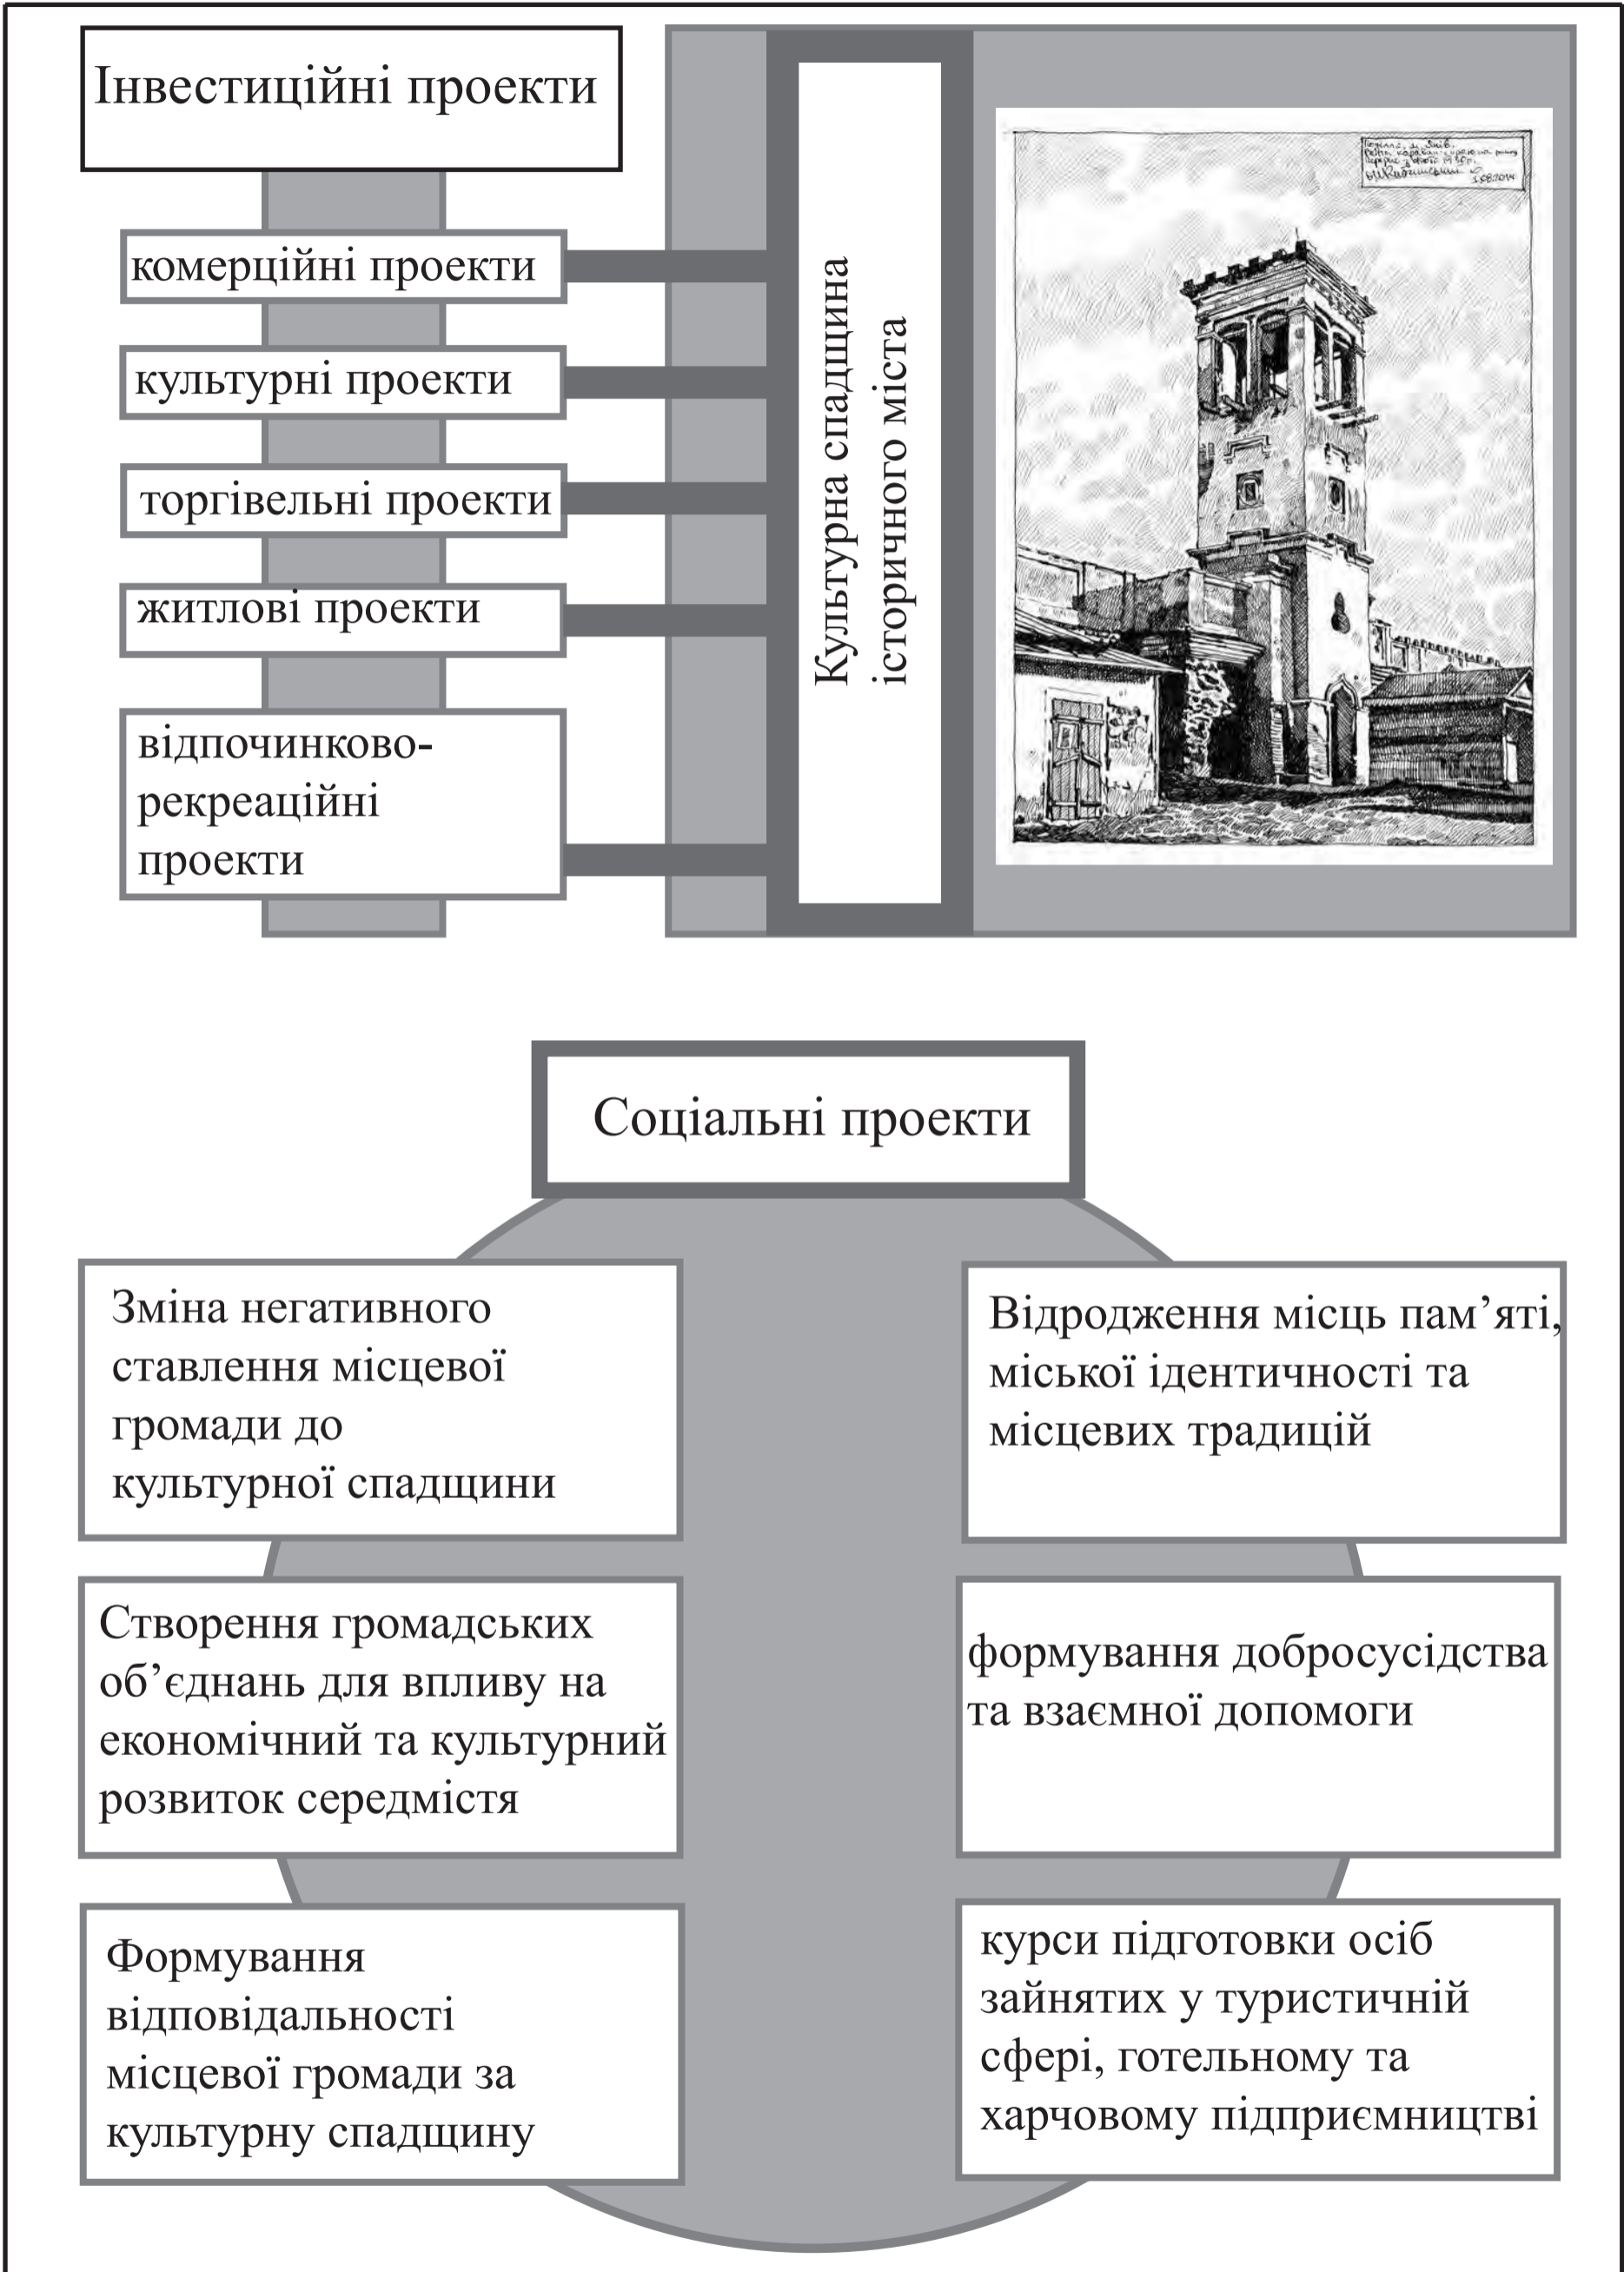 Інвестиційні проекти
комерційні проекти
культурні проекти
торгівельні проекти
житлові проекти
відпочинково-
рекреаційні
проекти
Культурна спадщина
історичного міста
Соціальні проекти
Зміна негативного
ставлення місцевої
громади до
культурної спадщини
Створення громадських
об’єднань для впливу на
економічний та культурний
розвиток середмістя
Формування
відповідальності
місцевої громади за
культурну спадщину
Відродження місць пам’яті,
міської ідентичності та
місцевих традицій
формування добросусідства
та взаємної допомоги
курси підготовки осіб
зайнятих у туристичній
сфері, готельному та
харчовому підприємництві